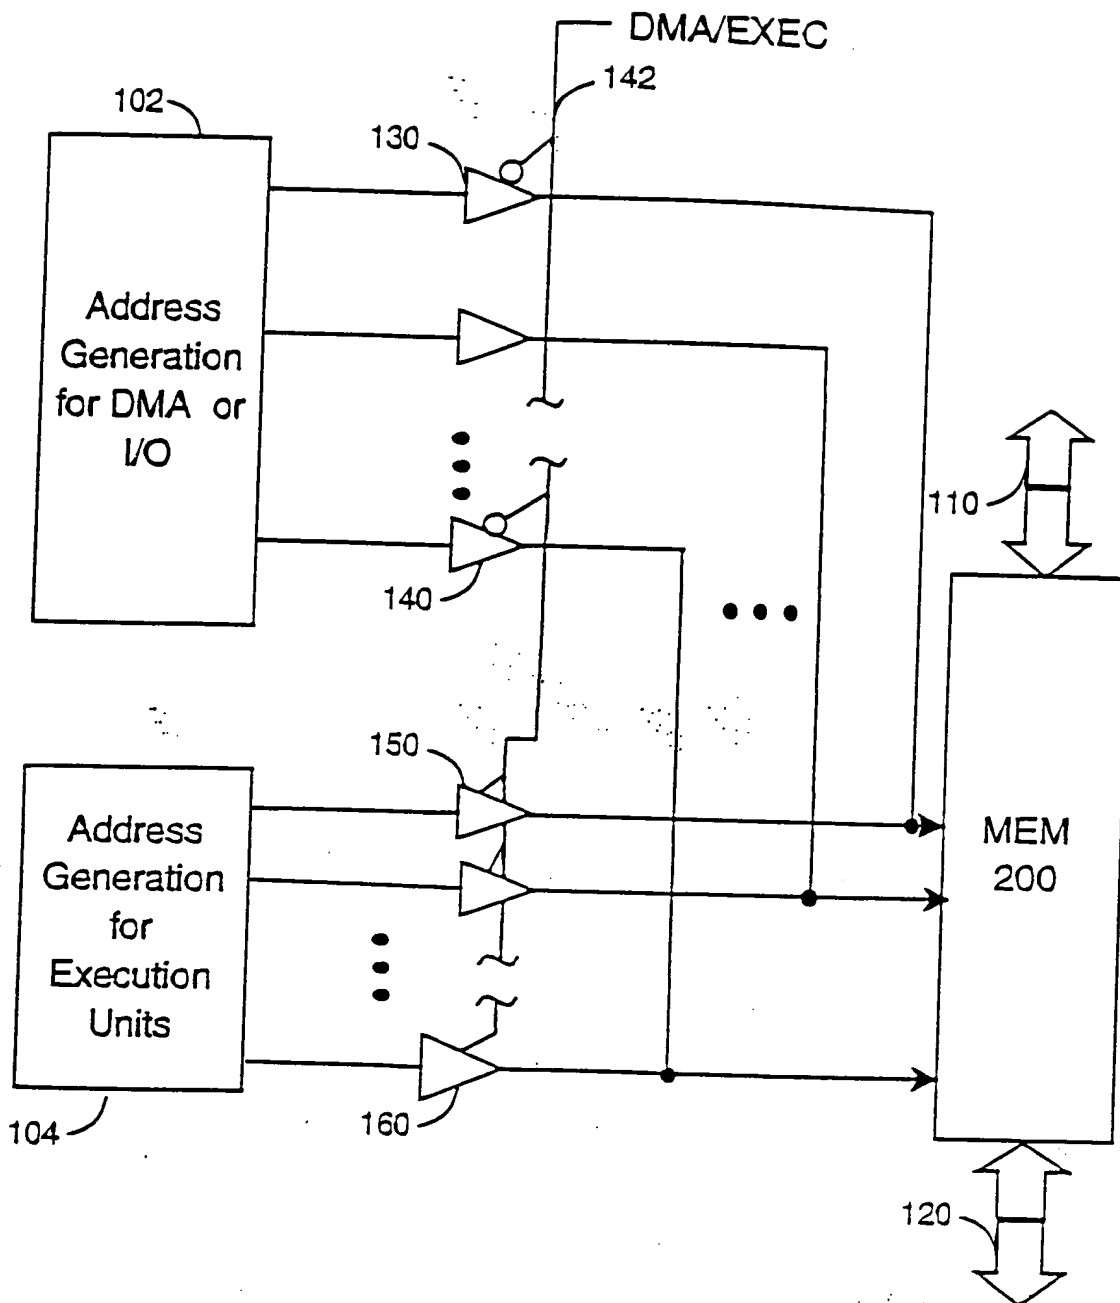 DMA/EXEC
142
102
130
Address
Generation
for DMA or
I/O
110
140
150
Address
Generation
for
Execution
Units
MEM
200
160
104
120